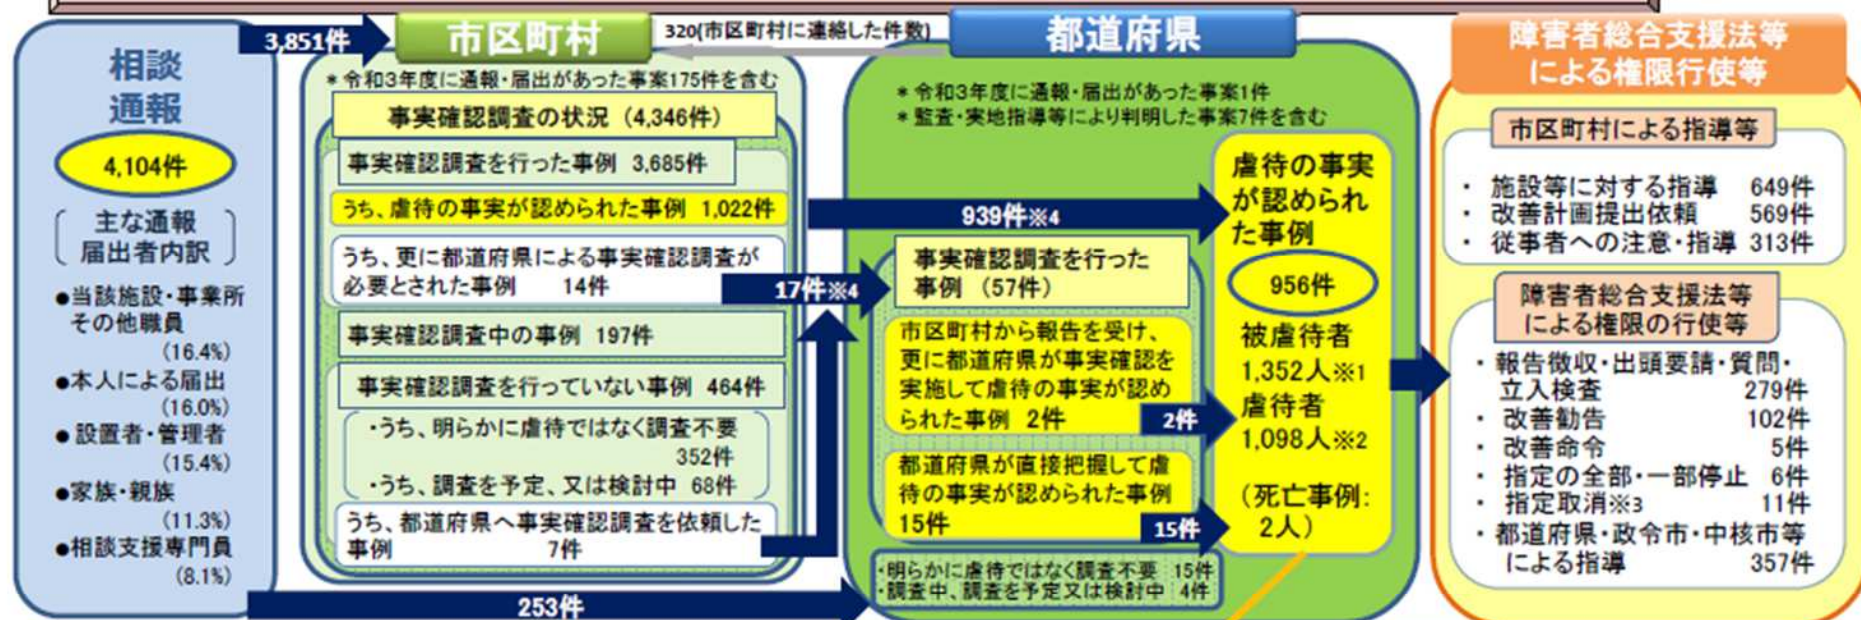 相談
通報
4,104件
主な通報
届出者内訳
●当該施設・事業所
その他職員
(16.4%)
●本人による届出
(16.0%)
●設置者・管理者
(15.4%)
●家族・親族
(11.3%)
●相談支援専門員
(8.1%)
3,851件
253件
市区町村
320(市区町村に連絡した件数)
*令和3年度に通報・届出があった事案175件を含む
事実確認調査の状況（4,346件）
事実確認調査を行った事例 3,685件
うち、虐待の事実が認められた事例 1,022件
うち、更に都道府県による事実確認調査が
必要とされた事例 14件
事実確認調査中の事例 197件
事実確認調査を行っていない事例 464件
・うち、明らかに虐待ではなく調査不要
352件
・うち、調査を予定、又は検討中 68件
うち、都道府県へ事実確認調査を依頼した
事例 7件
939件※4
17件※4
都道府県
*令和3年度に通報・届出があった事案1件
*監査・実地指導等により判明した事案7件を含む
事実確認調査を行った
事例（57件）
市区町村から報告を受け、
更に都道府県が事実確認を
実施して虐待の事実が認め
られた事例 2件
2件
都道府県が直接把握して虐
待の事実が認められた事例
15件
15件
・明らかに虐待ではなく調査不要 15件
・調査中、調査を予定又は検討中 4件
虐待の事実
が認められ
た事例
956件
被虐待者
1,352人※1
虐待者
1,098人※2
（死亡事例：
2人）
障害者総合支援法等
による権限行使等
市区町村による指導等
・ 施設等に対する指導 649件
・ 改善計画提出依頼 569件
・ 従事者への注意・指導 313件
障害者総合支援法等
による権限の行使等
・報告徴収・出頭要請・質問・
立入検査 279件
・ 改善勧告 102件
・ 改善命令 5件
・ 指定の全部・一部停止 6件
・ 指定取消※3 11件
・ 都道府県・政令市・中核市等
による指導 357件